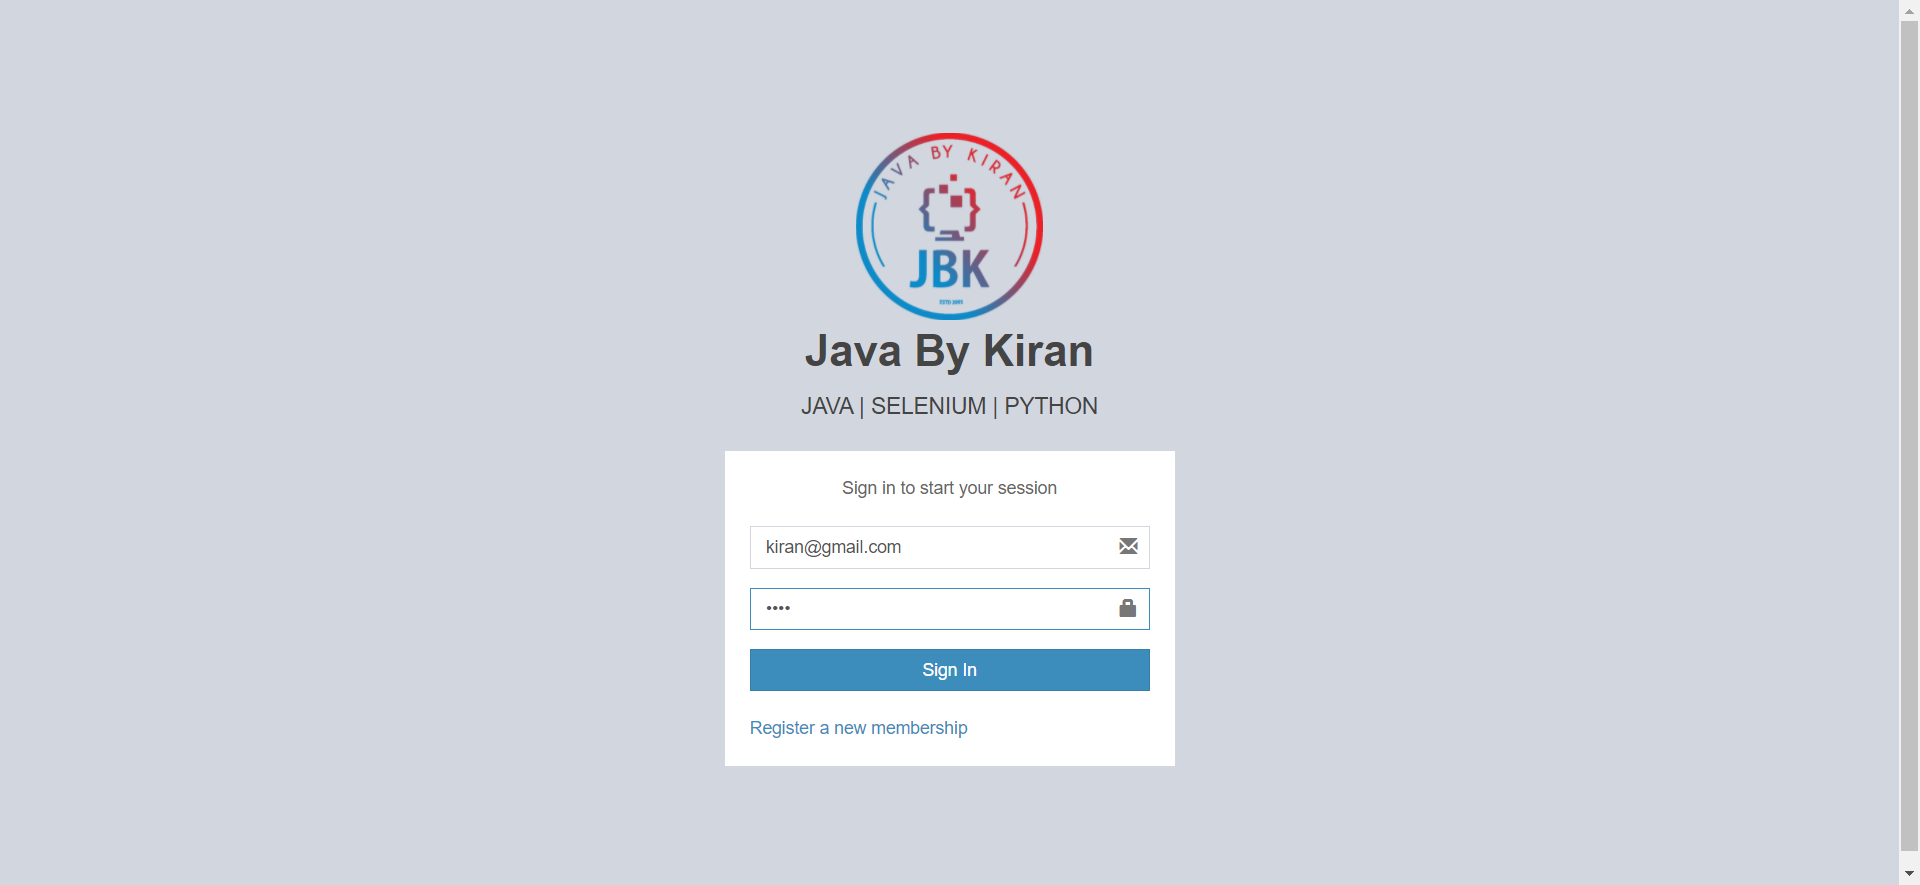 JAVA BY KIRAN
JBK
Java By Kiran
JAVA | SELENIUM | PYTHON
Sign in to start your session
kiran@gmail.com
••••
Sign In
Register a new membership